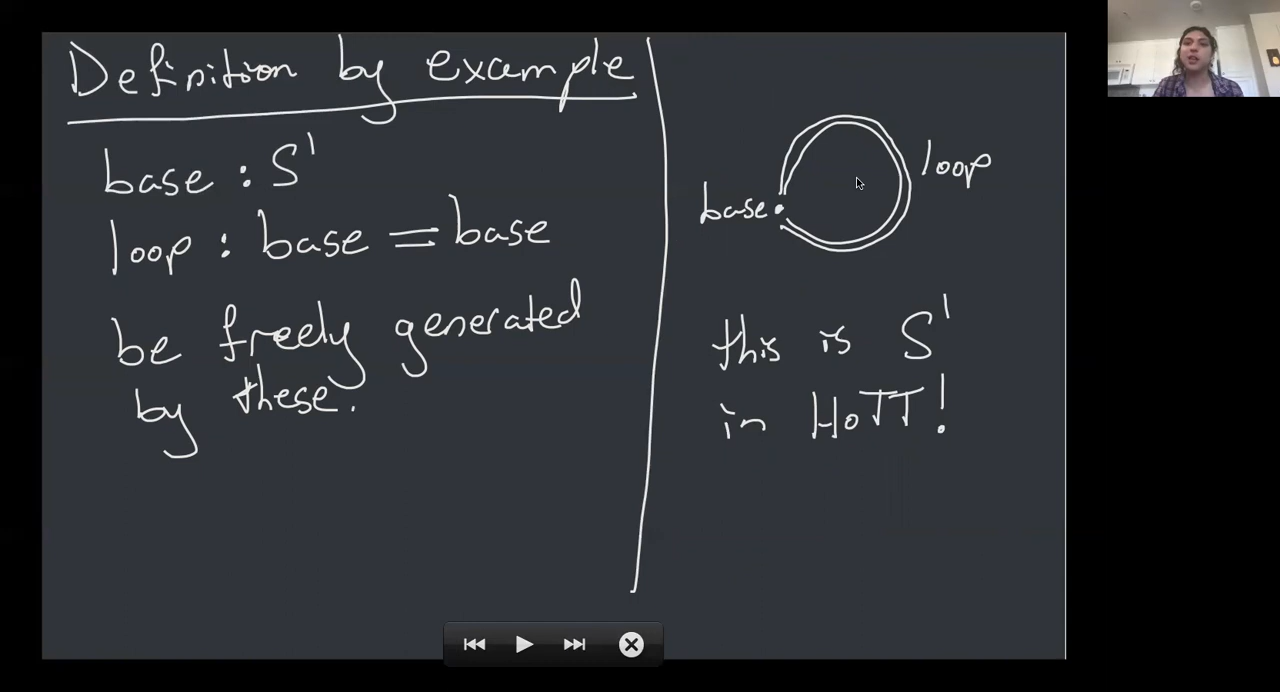 Definition by example
base : S¹
loop : base = base
be freely generated
by these.
loop
base
this is S¹
in HoTT!